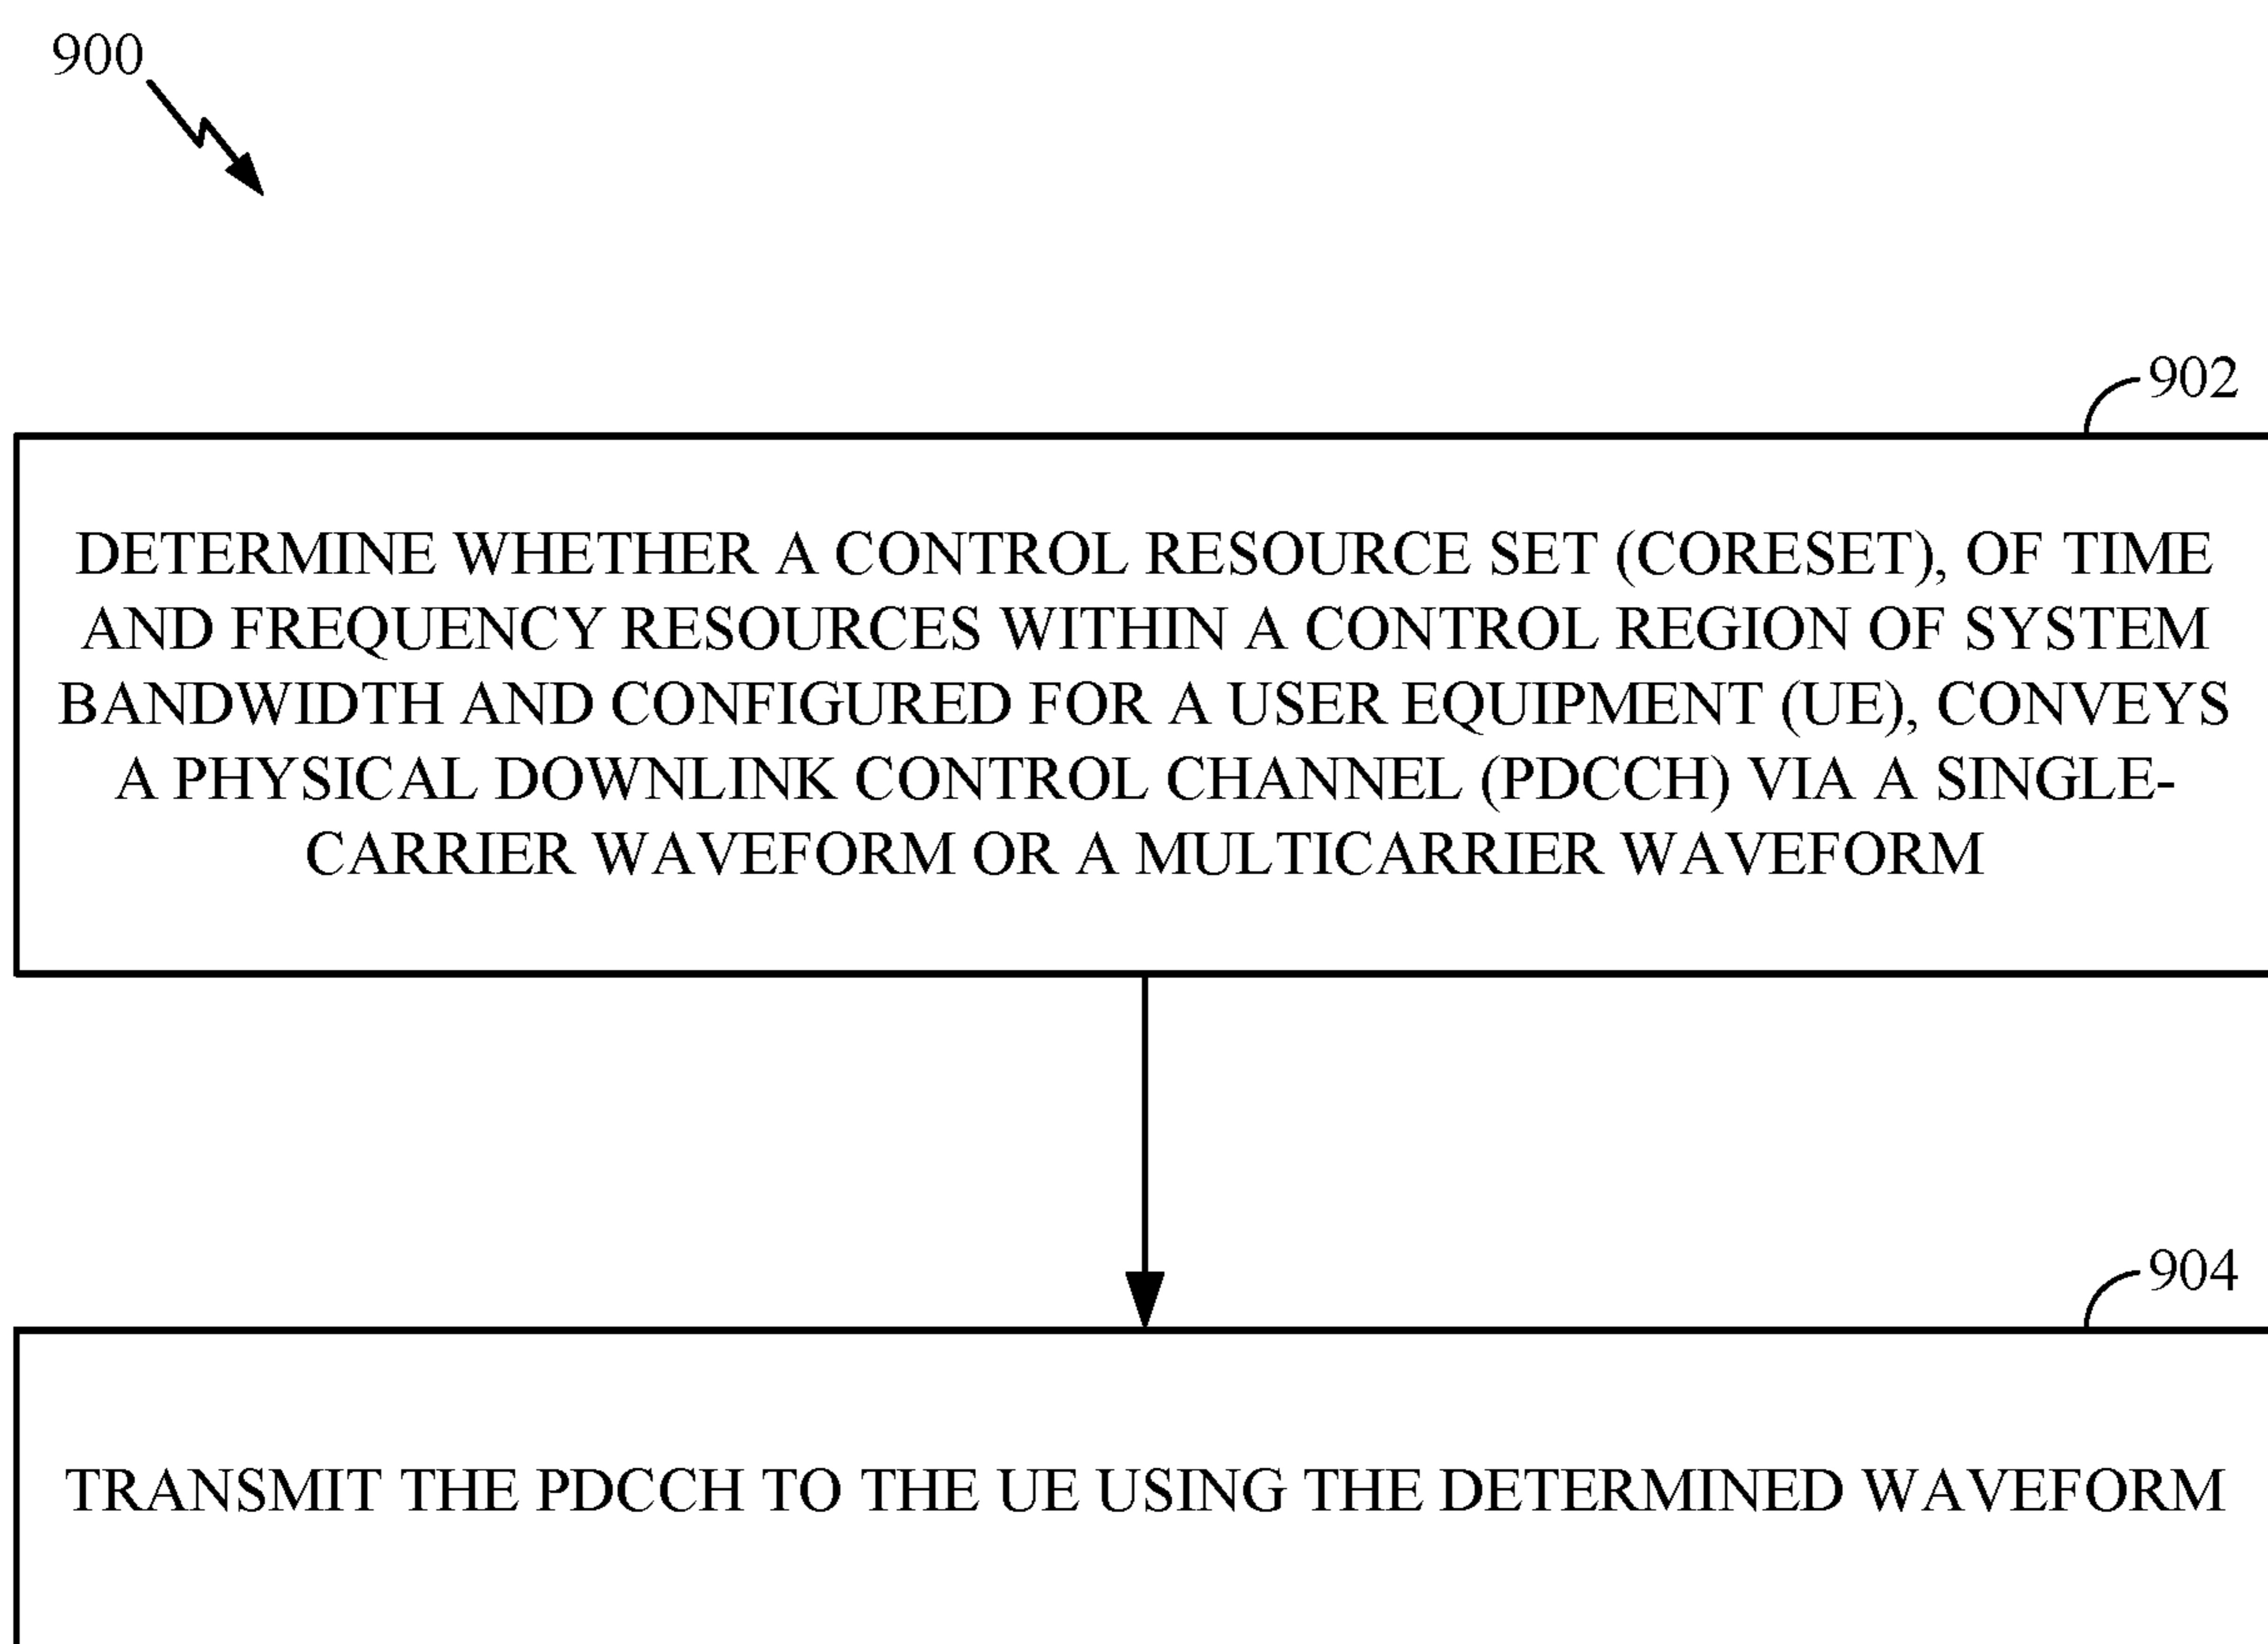 900
902
DETERMINE WHETHER A CONTROL RESOURCE SET (CORESET), OF TIME
AND FREQUENCY RESOURCES WITHIN A CONTROL REGION OF SYSTEM
BANDWIDTH AND CONFIGURED FOR A USER EQUIPMENT (UE), CONVEYS
A PHYSICAL DOWNLINK CONTROL CHANNEL (PDCCH) VIA A SINGLE-
CARRIER WAVEFORM OR A MULTICARRIER WAVEFORM
904
TRANSMIT THE PDCCH TO THE UE USING THE DETERMINED WAVEFORM